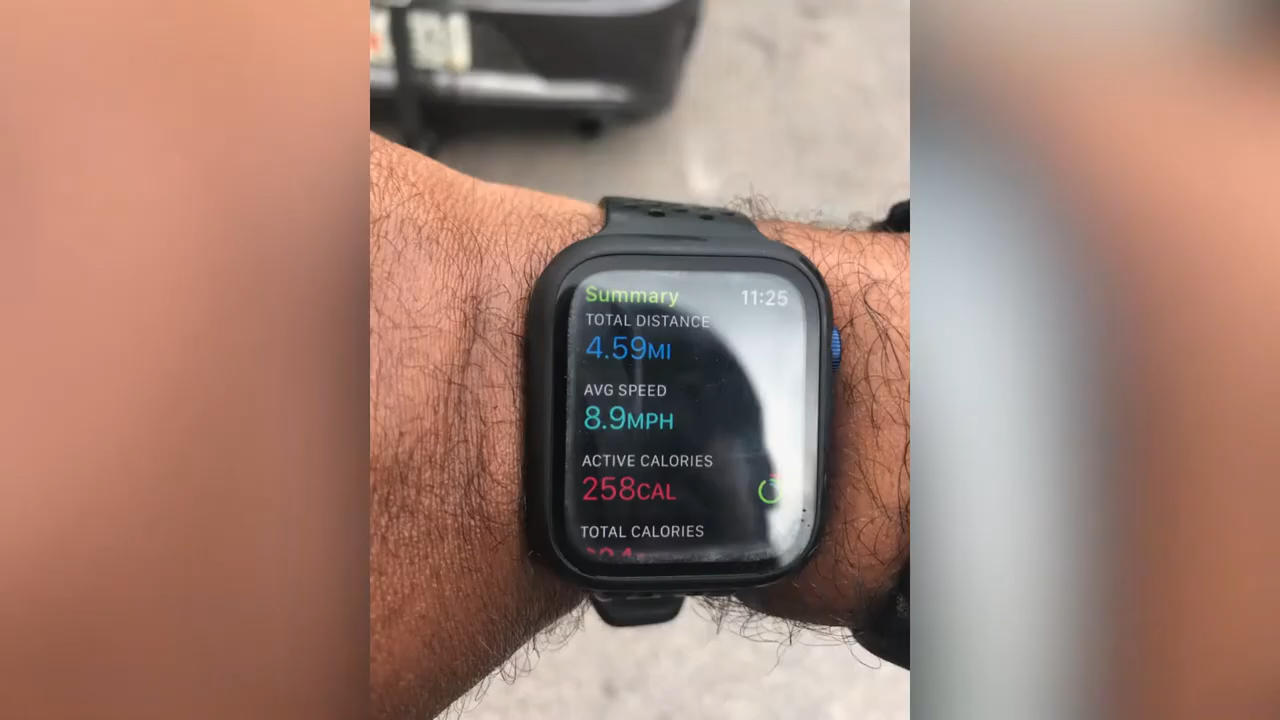 Summary 11:25
TOTAL DISTANCE
4.59MI
AVG SPEED
8.9MPH
ACTIVE CALORIES
258CAL
TOTAL CALORIES